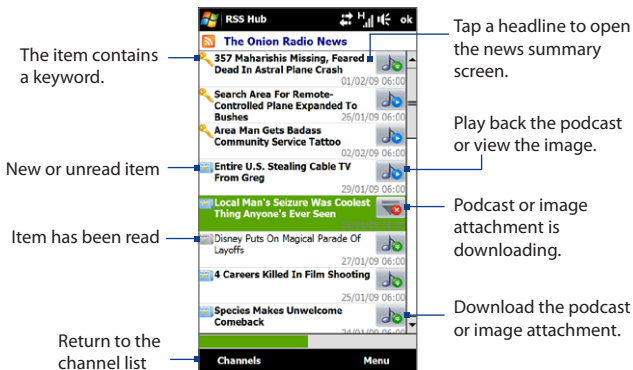 RSS Hub
H
ok
The Onion Radio News
357 Maharishis Missing, Feared
Dead In Astral Plane Crash
01/02/09 06:00
Search Area For Remote-
Controlled Plane Expanded To
Bushes
26/01/09 06:00
Area Man Gets Badass
Community Service Tattoo
02/02/09 06:00
Entire U.S. Stealing Cable TV
From Greg
29/01/09 06:00
Local Man's Seizure Was Coolest
Thing Anyone's Ever Seen
Disney Puts On Magical Parade Of
Layoffs
27/01/09 06:00
4 Careers Killed In Film Shooting
25/01/09 06:00
Species Makes Unwelcome
Comeback
24/01/09 06:00
Channels
Menu
The item contains
a keyword.
New or unread item
Item has been read
Return to the
channel list
Tap a headline to open
the news summary
screen.
Play back the podcast
or view the image.
Podcast or image
attachment is
downloading.
Download the podcast
or image attachment.